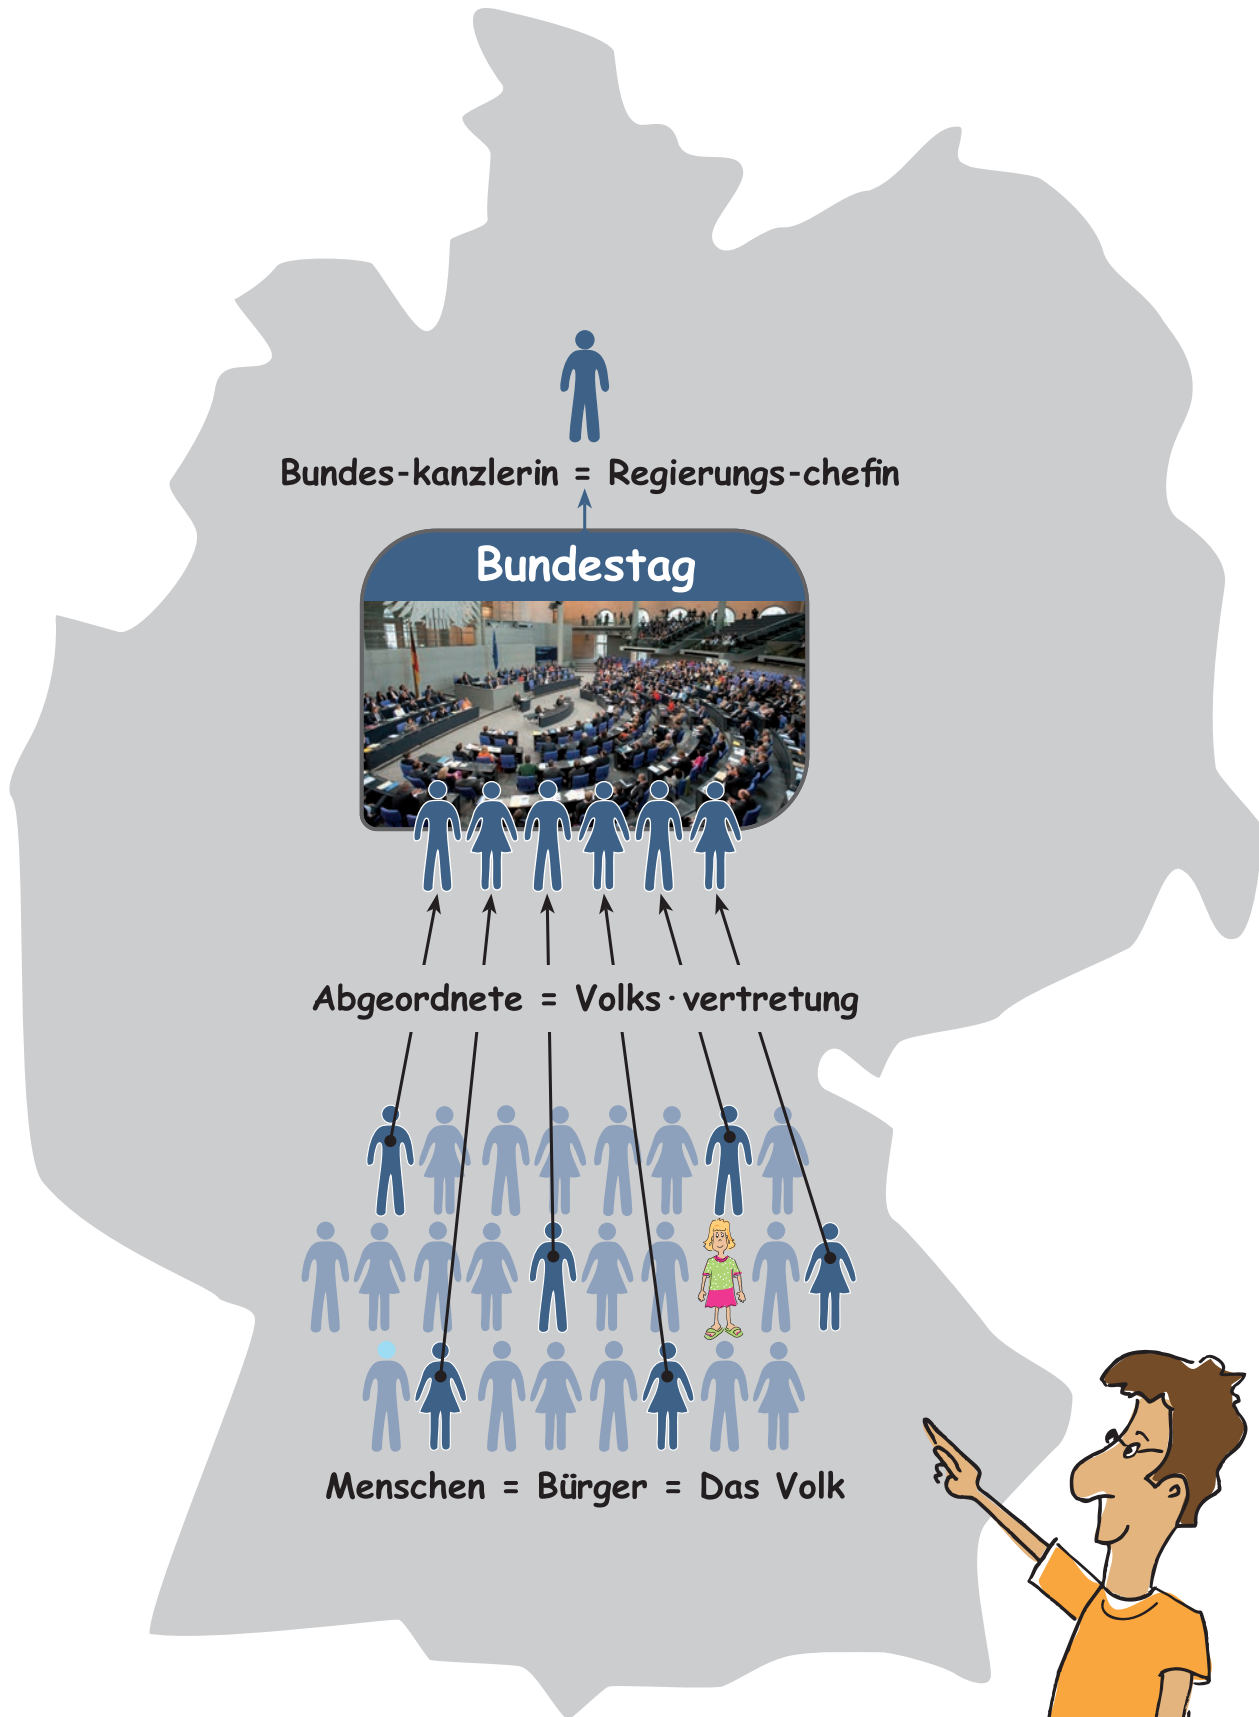 Bundes-kanzlerin = Regierungs-chefin
Bundestag
Abgeordnete = Volks·vertretung
Menschen = Bürger = Das Volk